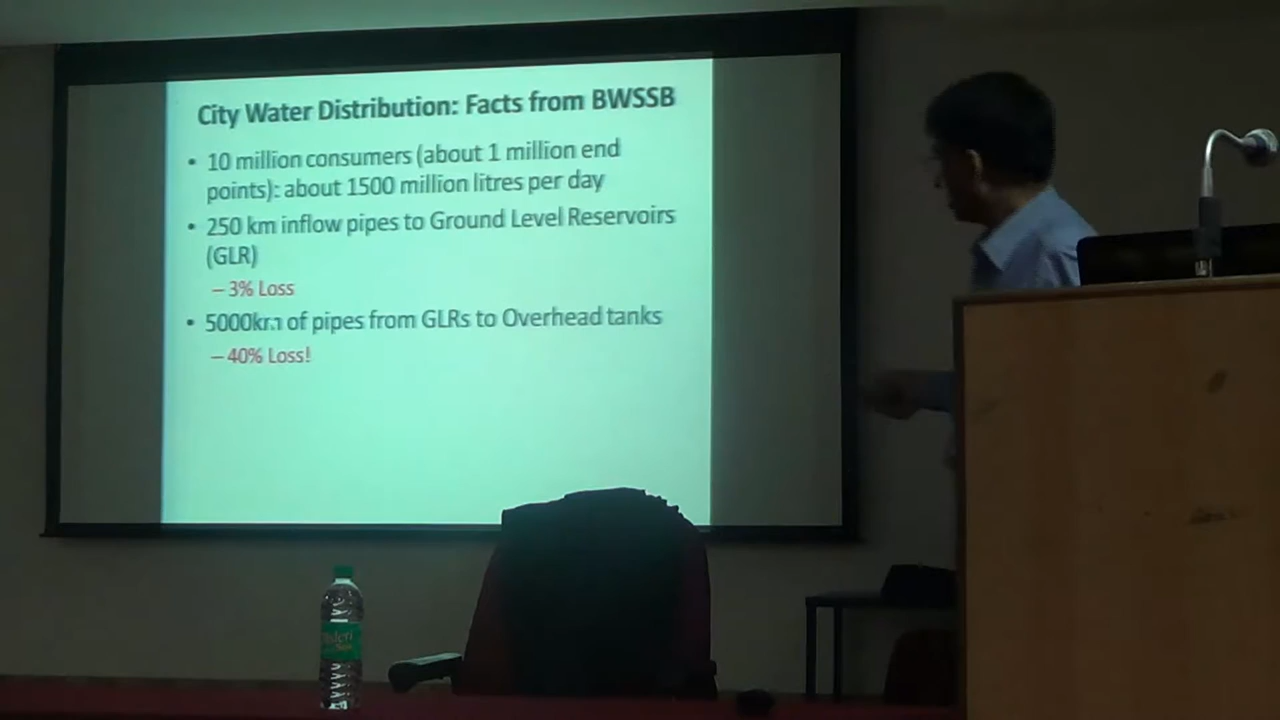 City Water Distribution: Facts from BWSSB
• 10 million consumers (about 1 million end
points): about 1500 million litres per day
• 250 km inflow pipes to Ground Level Reservoirs
(GLR)
– 3% Loss
• 5000km of pipes from GLRs to Overhead tanks
– 40% Loss!